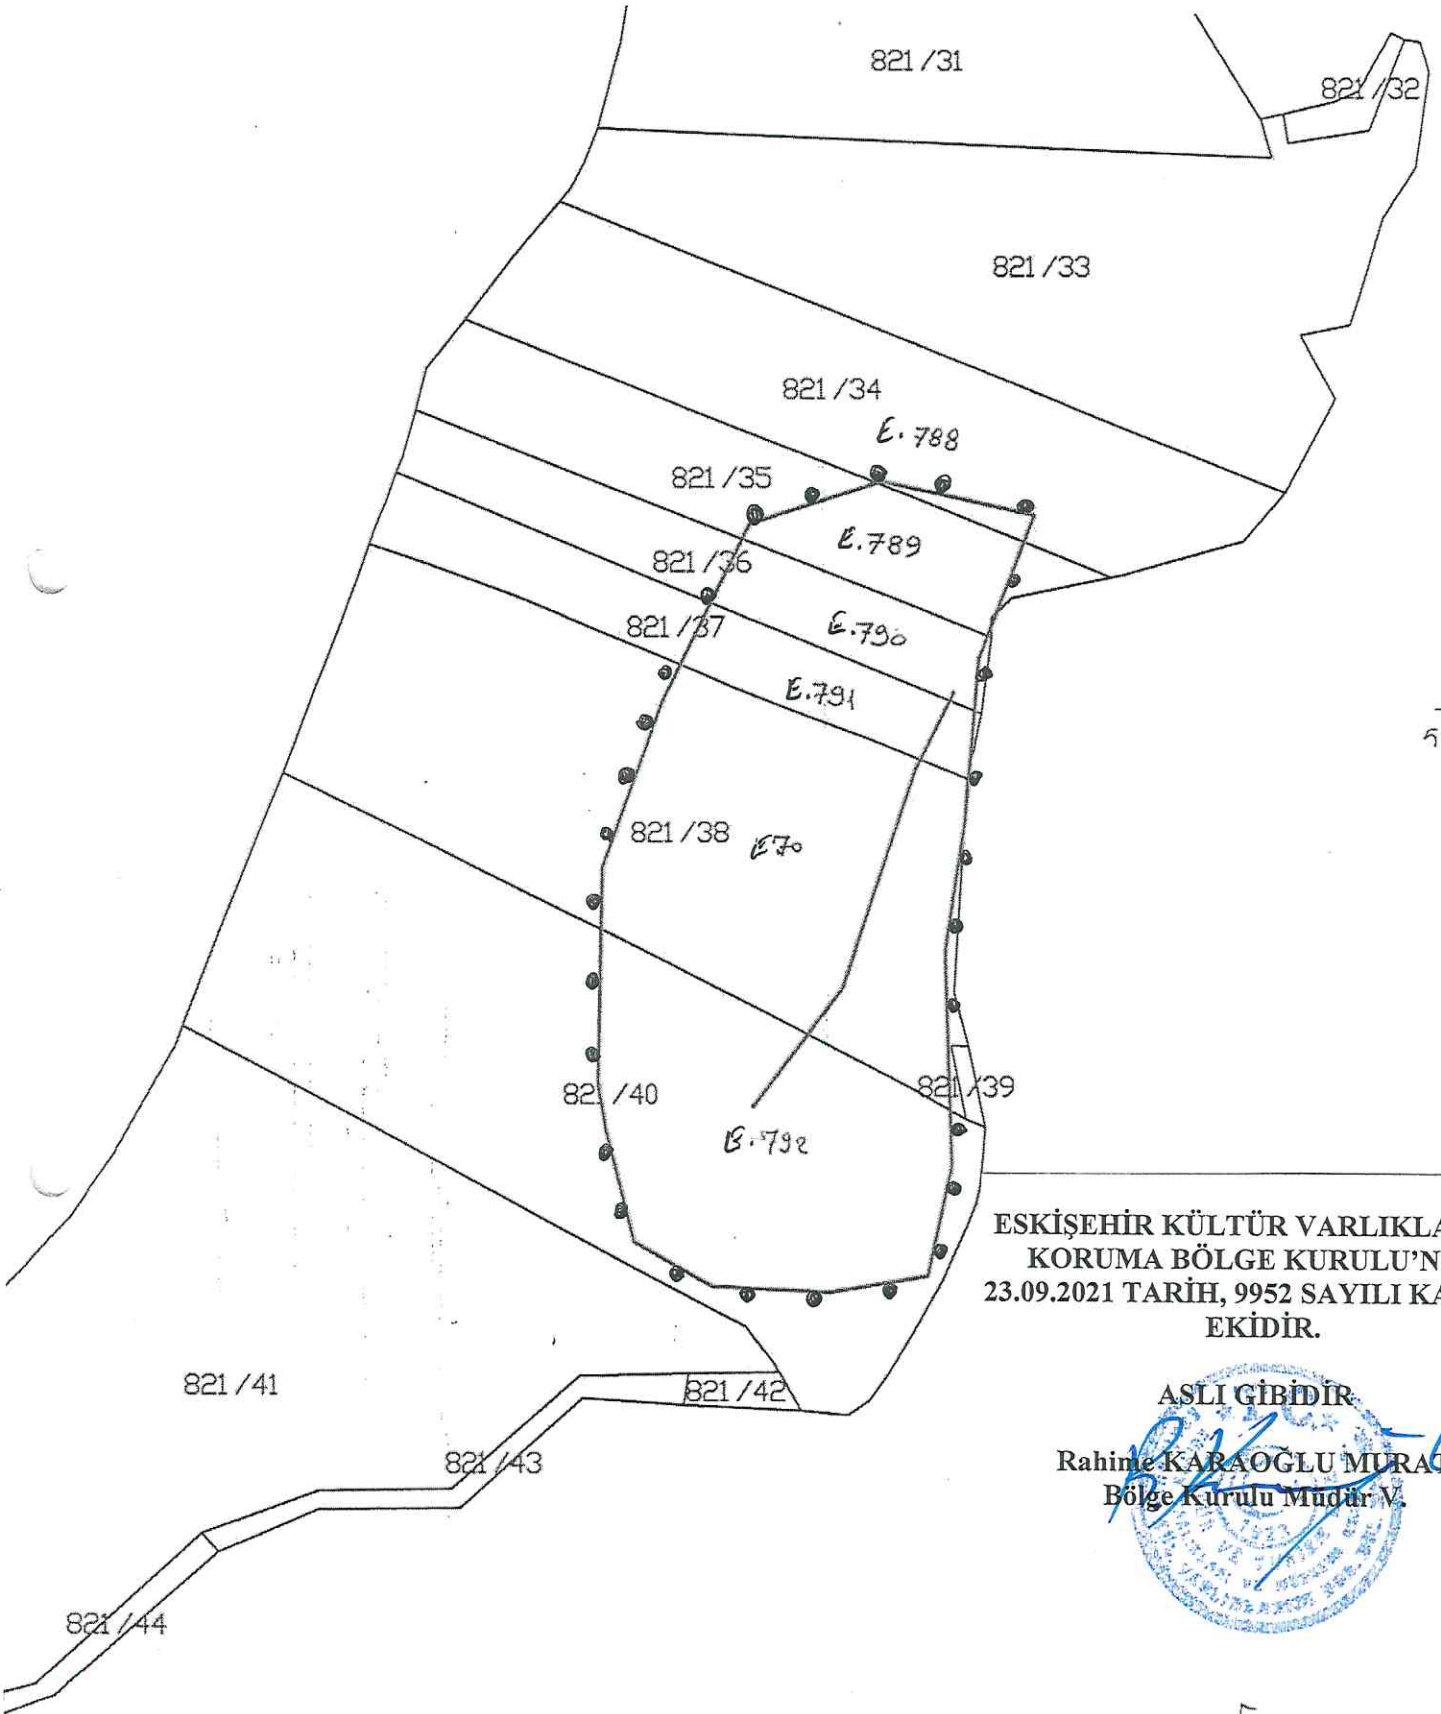 821/31
821/32
821/33
821/34
E.788
821/35
E.789
821/36
E.790
821/37
E.791
821/38
E70
821/40
821/39
E.792
ESKİŞEHİR KÜLTÜR VARLIKLA
KORUMA BÖLGE KURULU'N
23.09.2021 TARİH, 9952 SAYILI KA
EKİDİR.
821/41
821/42
ASLI GİBİDİR
821/43
Rahime KARAOĞLU MURAT
Bölge Kurulu Müdür V.
821/44